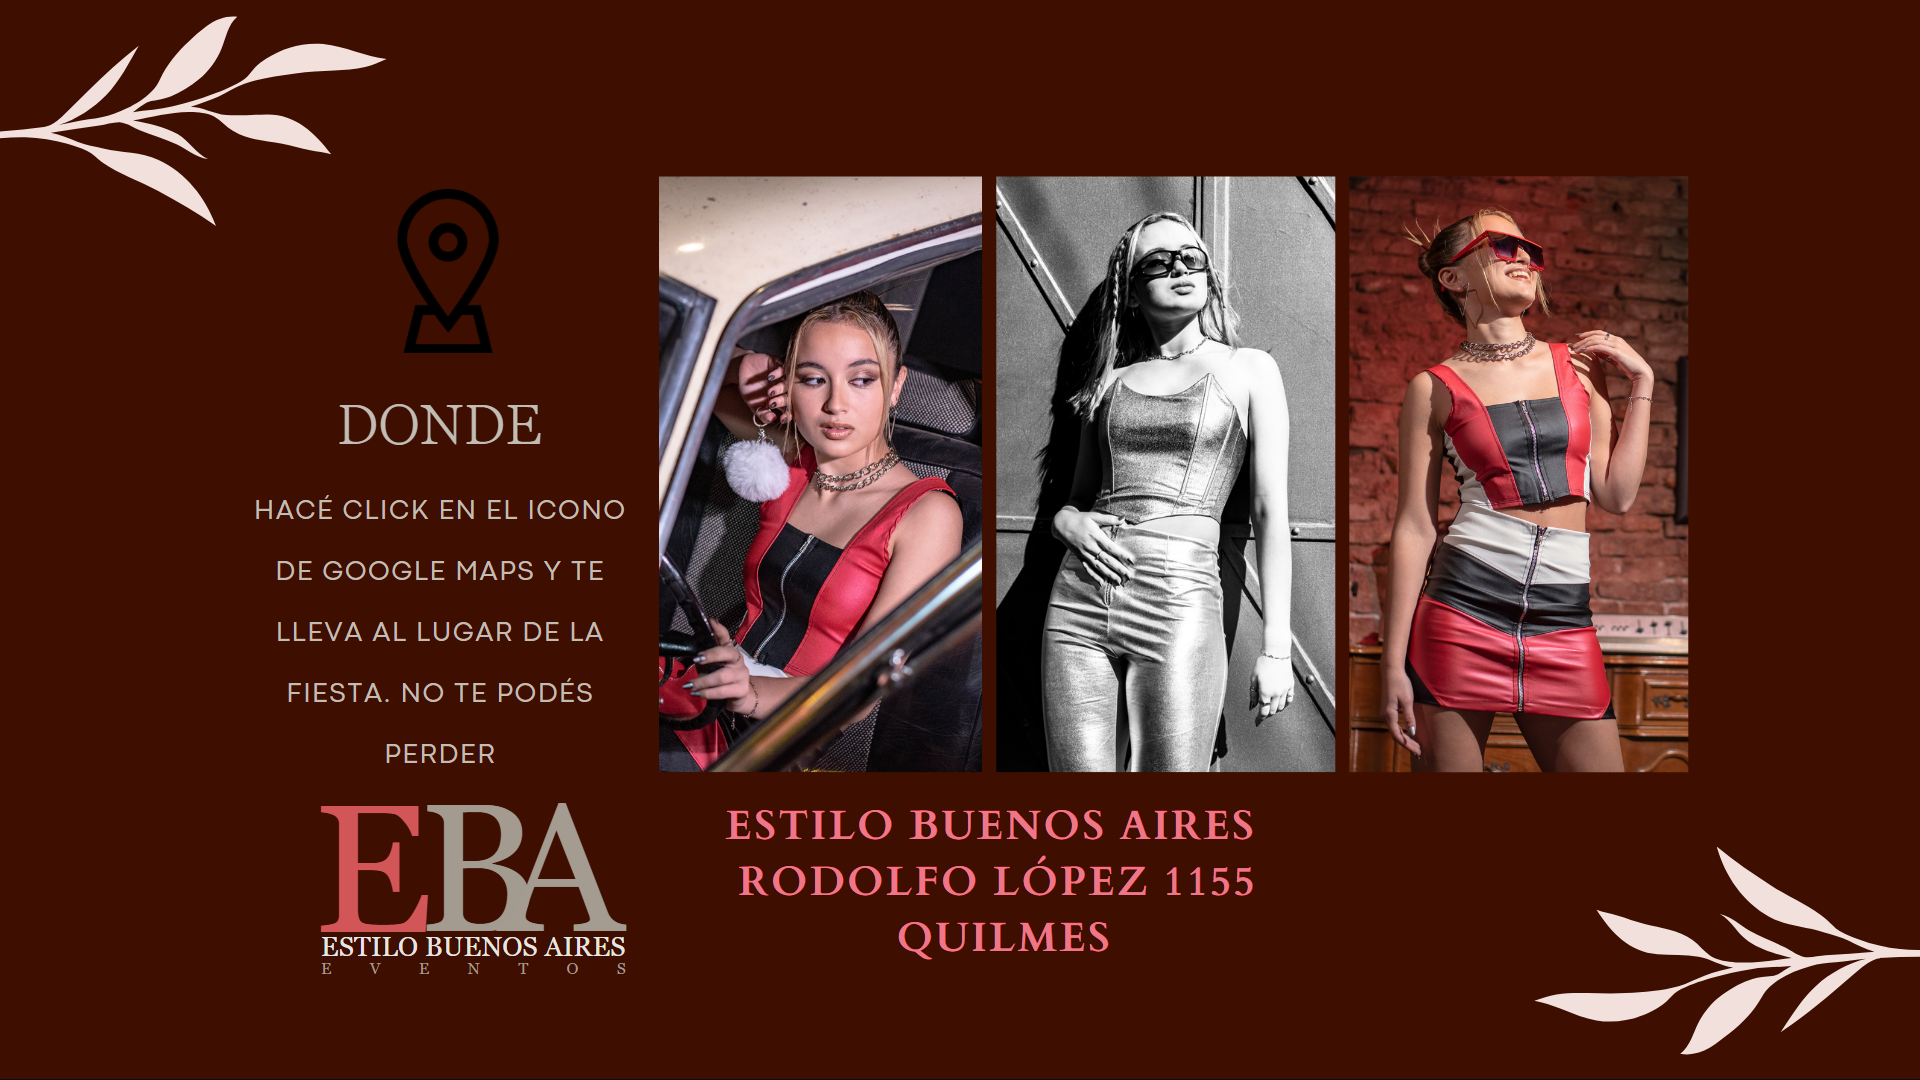 DONDE
HACÉ CLICK EN EL ICONO
DE GOOGLE MAPS Y TE
LLEVA AL LUGAR DE LA
FIESTA. NO TE PODÉS
PERDER
EBA
ESTILO BUENOS AIRES
EVENTOS
ESTILO BUENOS AIRES
RODOLFO LÓPEZ 1155
QUILMES